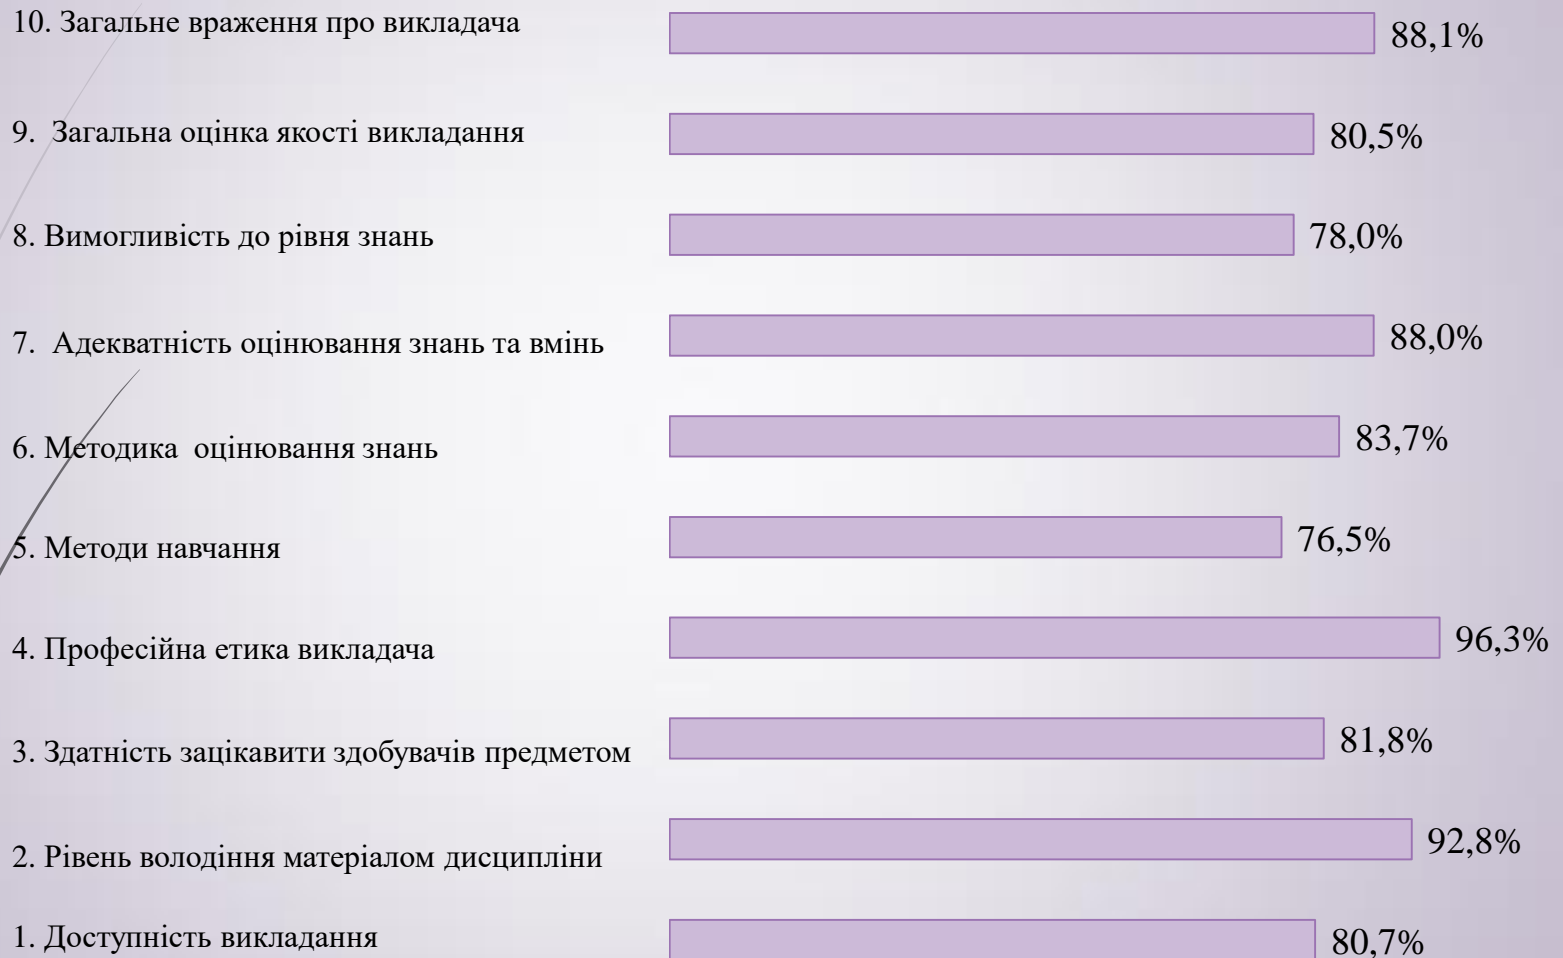 10. Загальне враження про викладача 88,1%
9. Загальна оцінка якості викладання 80,5%
8. Вимогливість до рівня знань 78,0%
7. Адекватність оцінювання знань та вмінь 88,0%
6. Методика оцінювання знань 83,7%
5. Методи навчання 76,5%
4. Професійна етика викладача 96,3%
3. Здатність зацікавити здобувачів предметом 81,8%
2. Рівень володіння матеріалом дисципліни 92,8%
1. Доступність викладання 80,7%